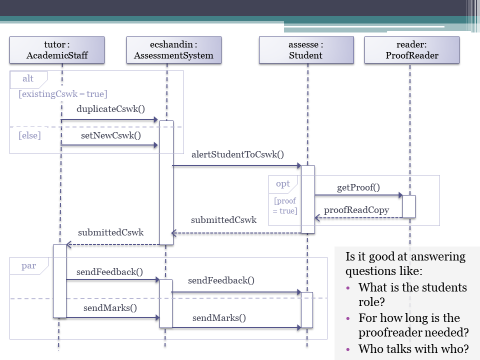 tutor :
AcademicStaff
ecshandin :
AssessmentSystem
assesse :
Student
reader:
ProofReader
alt
[existingCswk = true]
duplicateCswk()
[else]
setNewCswk()
alertStudentToCswk()
opt
getProof()
[proof
= true]
proofReadCopy
submittedCswk
submittedCswk
par
sendFeedback()
sendFeedback()
sendMarks()
sendMarks()
Is it good at answering
questions like:
• What is the students
role?
• For how long is the
proofreader needed?
• Who talks with who?